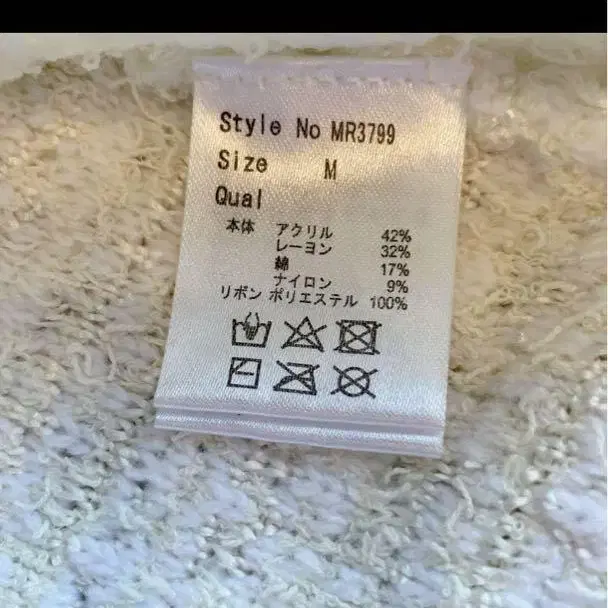 Style No MR3799
Size M
Qual
本体 アクリル 42%
レーヨン 32%
綿 17%
ナイロン 9%
リボン ポリエステル 100%